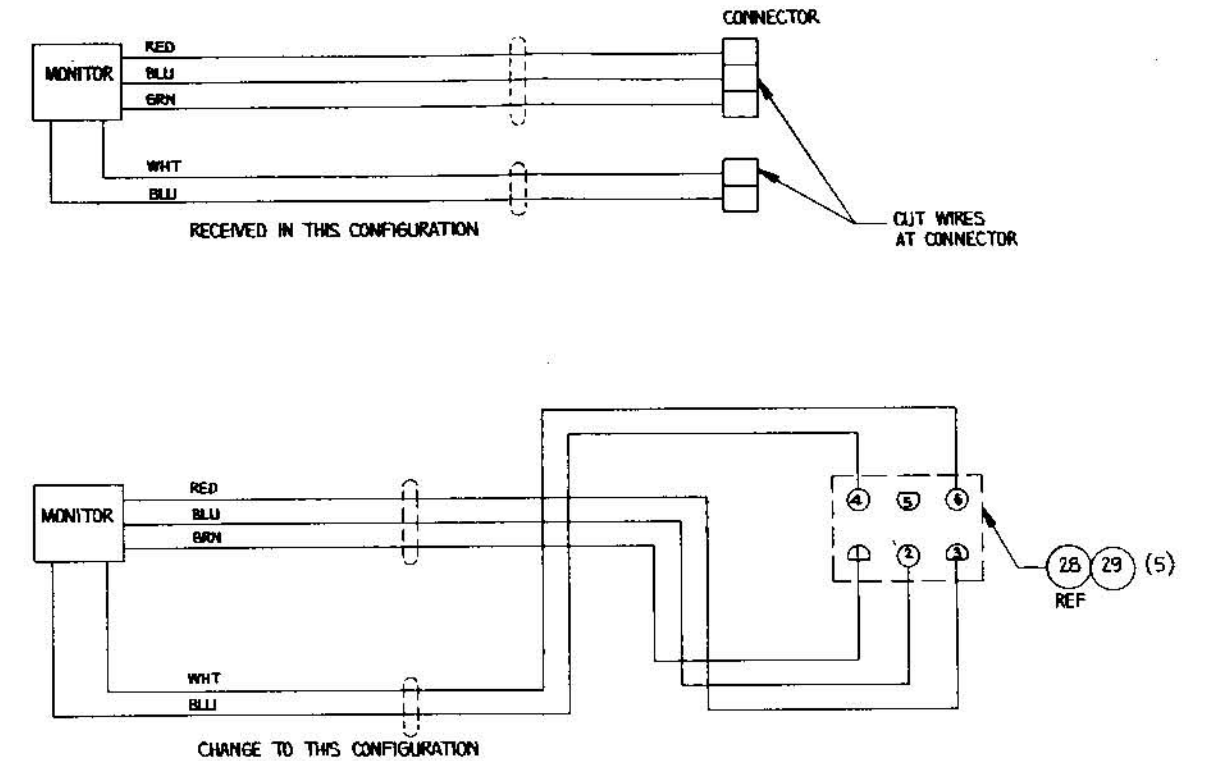 CONNECTOR
RED
MONITOR
BLU
GRN
WHT
BLU
RECEIVED IN THIS CONFIGURATION
CUT WIRES
AT CONNECTOR
RED
MONITOR
BLU
GRN
4 5 6
1 2 3
28 29 (5)
REF
WHT
BLU
CHANGE TO THIS CONFIGURATION